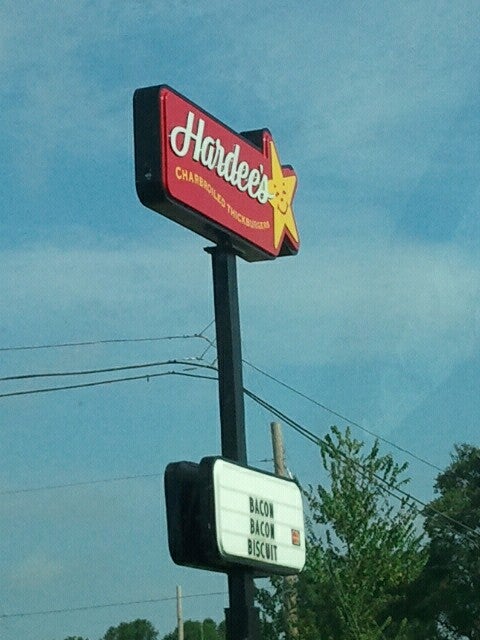 Hardee's
CHARBROILED THICKBURGERS
BACON
BACON
BISCUIT